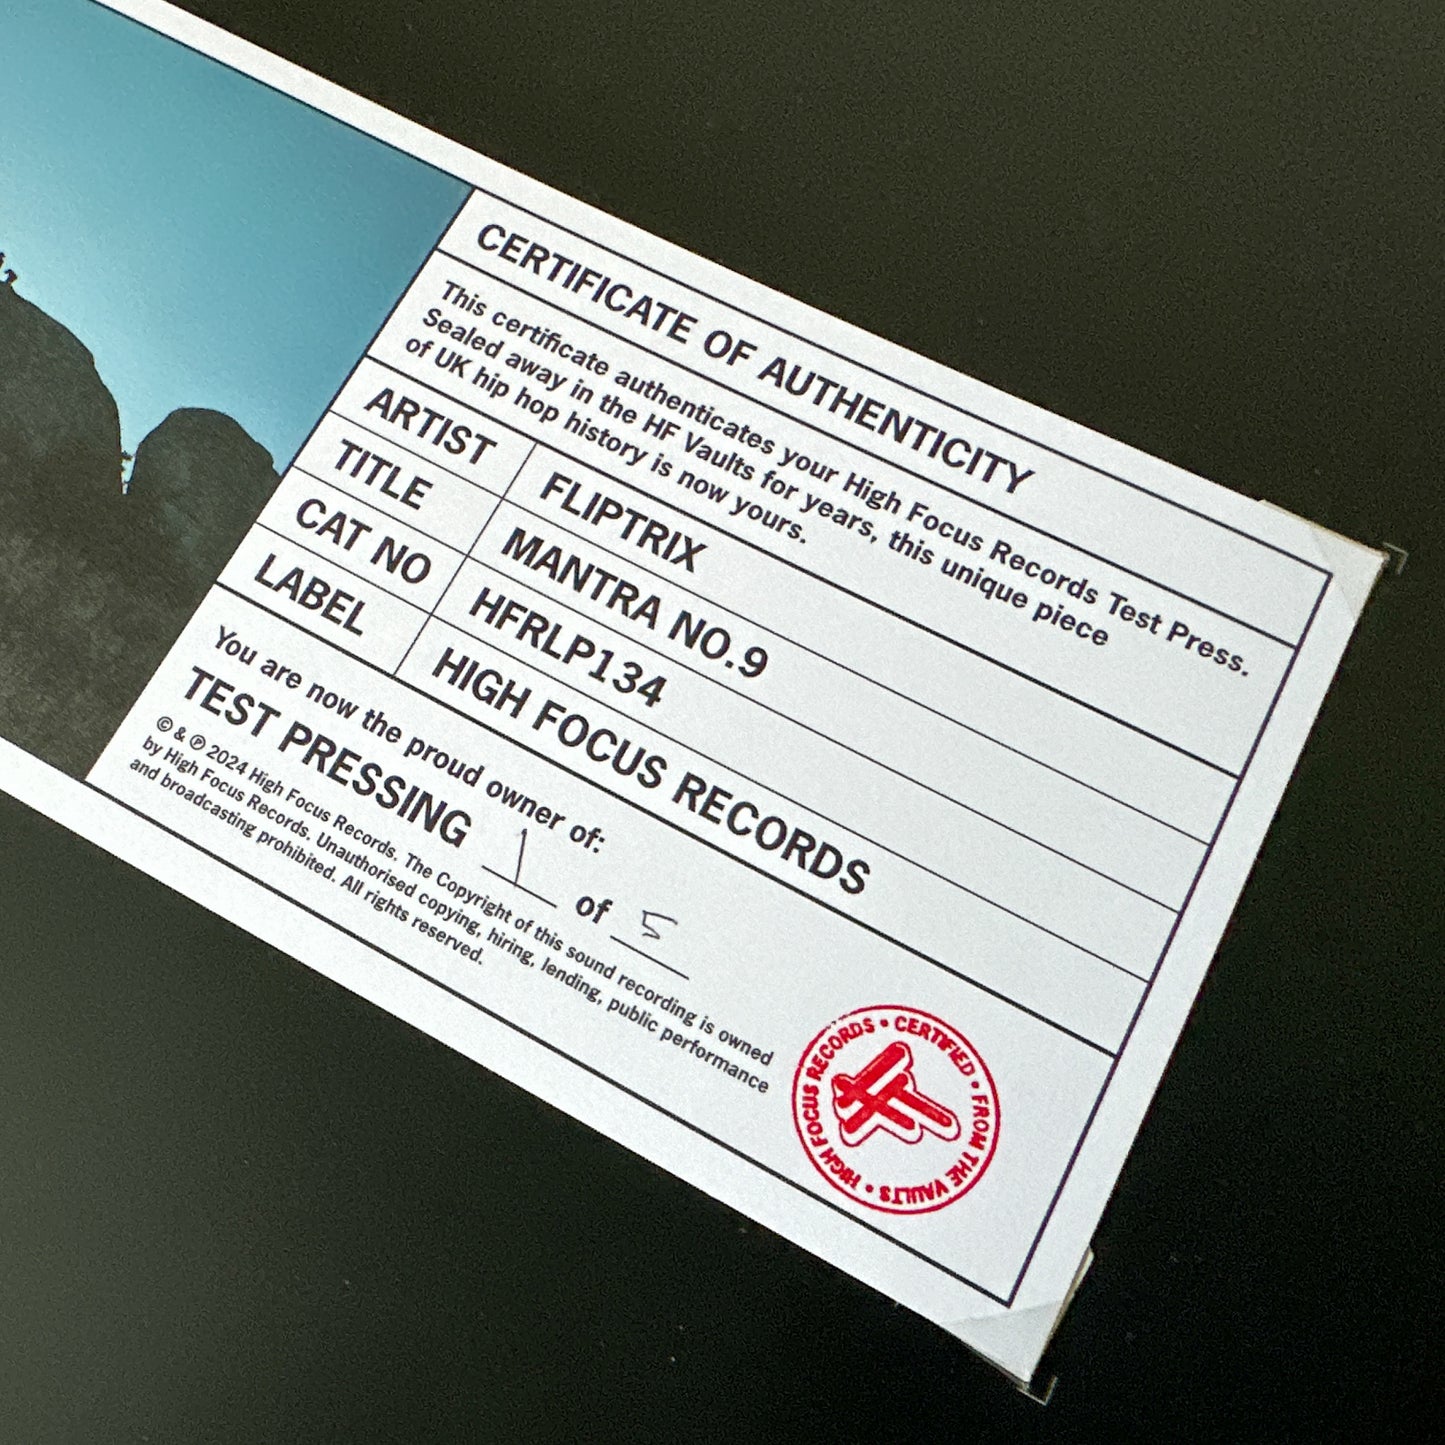 CERTIFICATE OF AUTHENTICITY
This certificate authenticates your High Focus Records Test Press.
Sealed away in the HF Vaults for years, this unique piece
of UK hip hop history is now yours.
ARTIST FLIPTRIX
TITLE MANTRA NO.9
CAT NO HFRLP134
LABEL HIGH FOCUS RECORDS
You are now the proud owner of:
TEST PRESSING 1 of 5
© & ℗ 2024 High Focus Records. The Copyright of this sound recording is owned
by High Focus Records. Unauthorised copying, hiring, lending, public performance
and broadcasting prohibited. All rights reserved.
HIGH FOCUS RECORDS • CERTIFIED • FROM THE VAULTS •